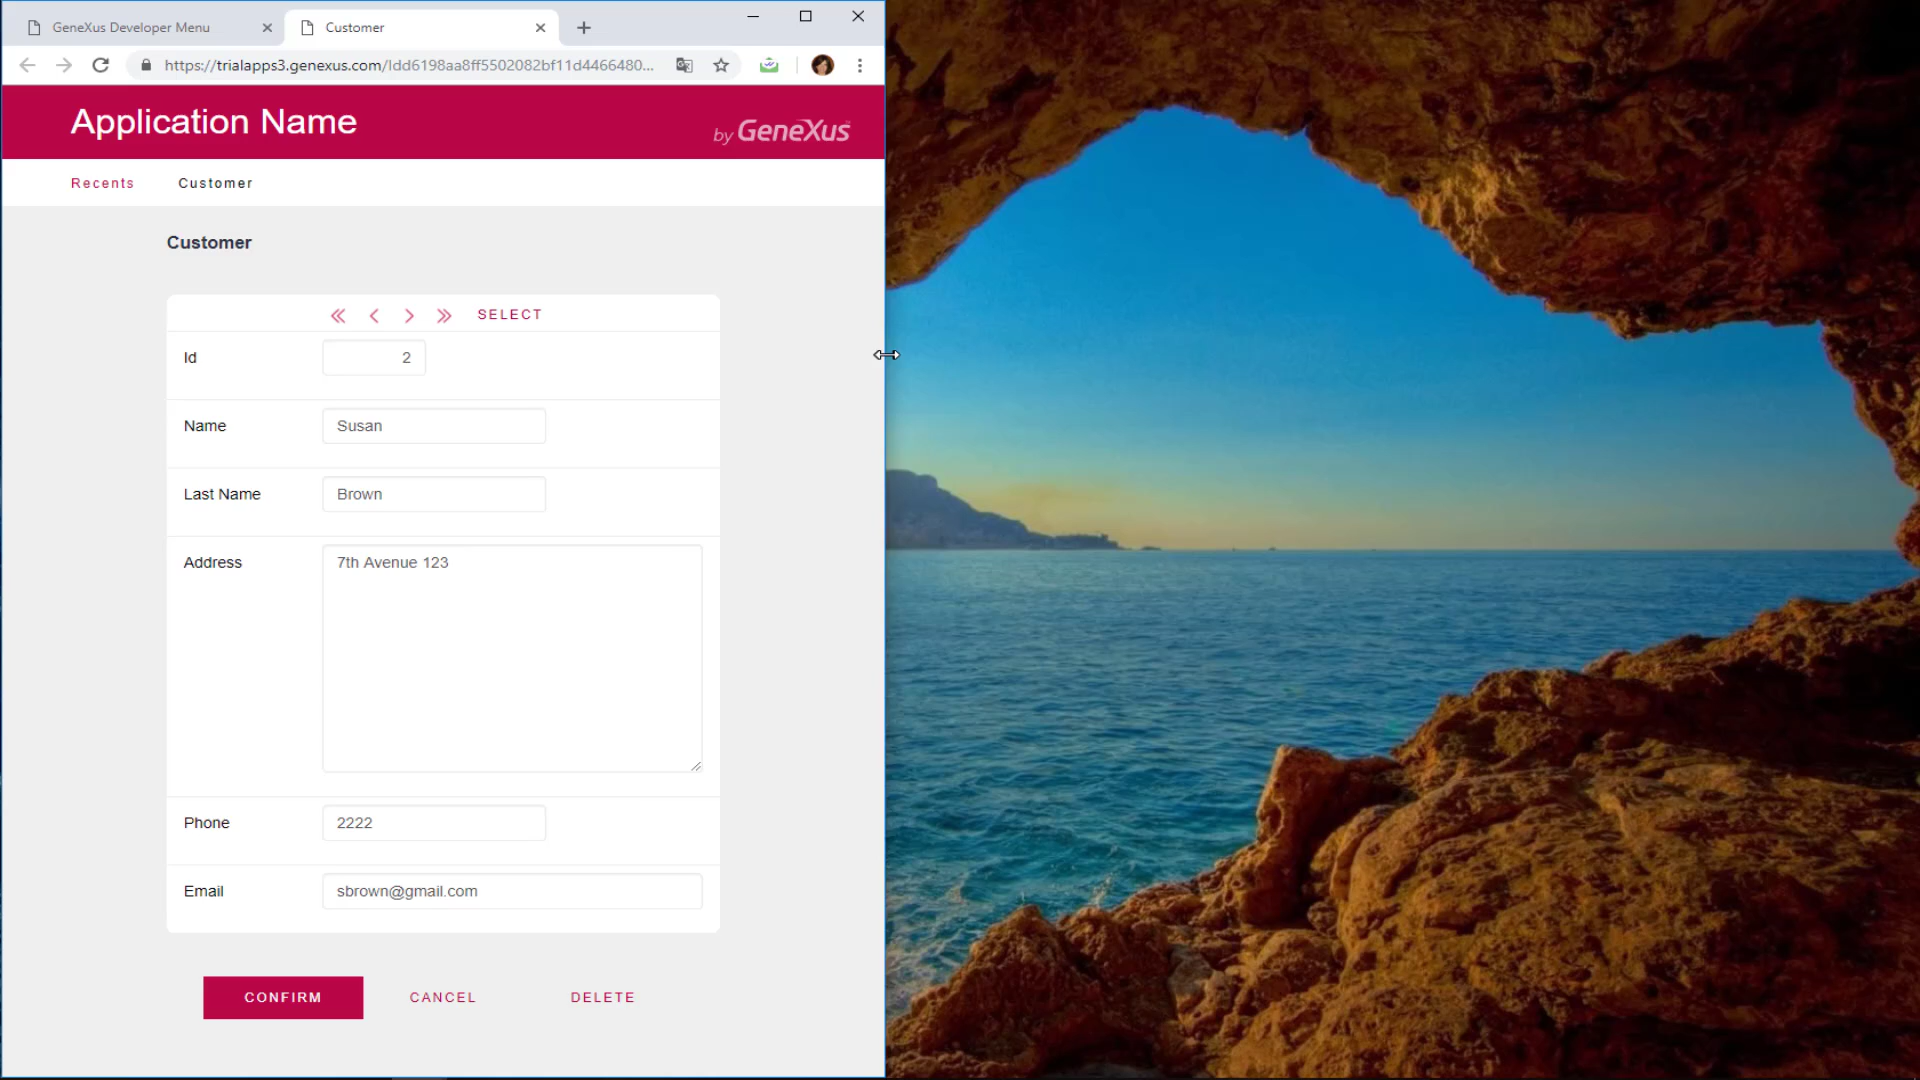 GeneXus Developer Menu
Customer
https://trialapps3.genexus.com/Idd6198aa8ff5502082bf11d4466480...
Application Name
by GeneXus
Recents
Customer
Customer
SELECT
Id
2
Name
Susan
Last Name
Brown
Address
7th Avenue 123
Phone
2222
Email
sbrown@gmail.com
CONFIRM
CANCEL
DELETE